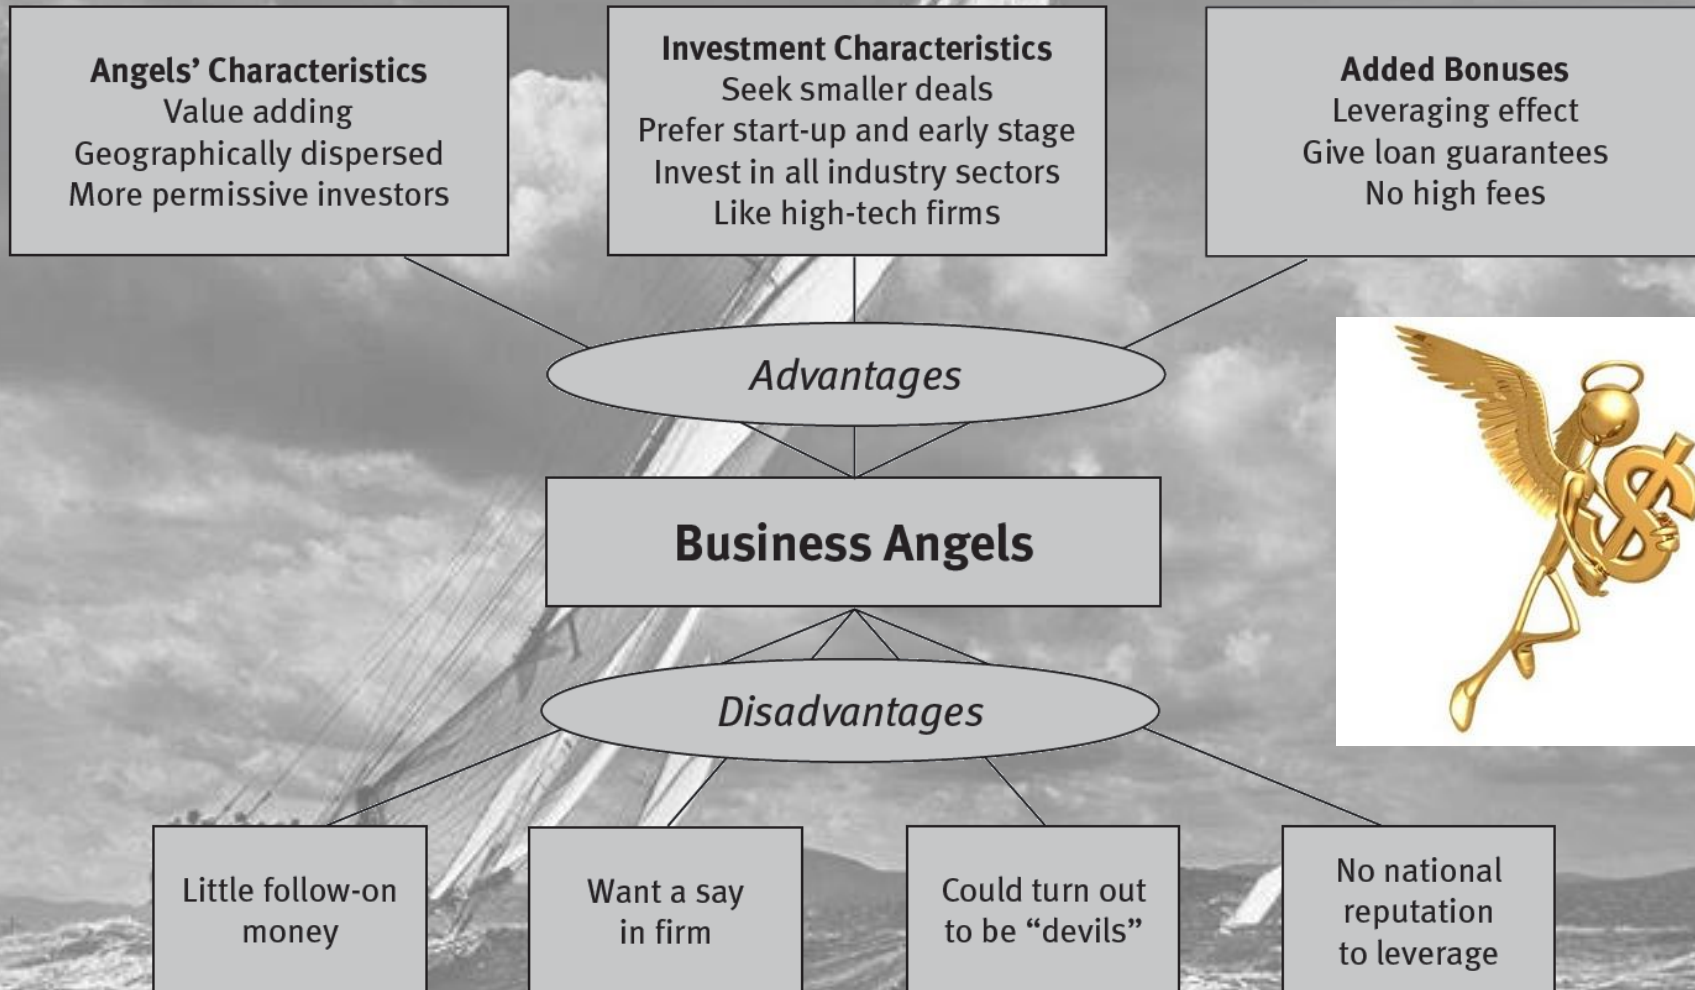 Angels’ Characteristics
Value adding
Geographically dispersed
More permissive investors
Investment Characteristics
Seek smaller deals
Prefer start-up and early stage
Invest in all industry sectors
Like high-tech firms
Added Bonuses
Leveraging effect
Give loan guarantees
No high fees
Advantages
Business Angels
Disadvantages
Little follow-on
money
Want a say
in firm
Could turn out
to be “devils”
No national
reputation
to leverage